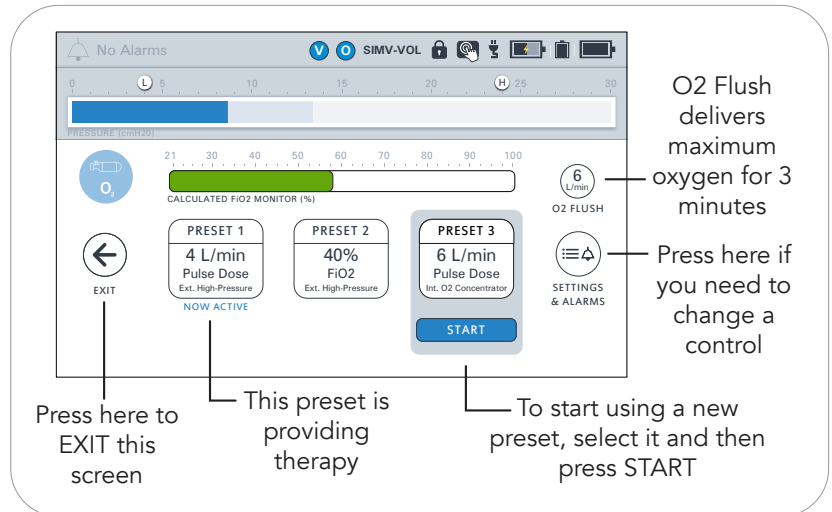 No Alarms
V O SIMV-VOL
0 L 5 10 15 20 H 25 30
PRESSURE (cmH20)
O2
21 30 40 50 60 70 80 90 100
CALCULATED FiO2 MONITOR (%)
6
L/min
O2 FLUSH
EXIT
PRESET 1
4 L/min
Pulse Dose
Ext. High-Pressure
NOW ACTIVE
PRESET 2
40%
FiO2
Ext. High-Pressure
PRESET 3
6 L/min
Pulse Dose
Int. O2 Concentrator
START
SETTINGS
& ALARMS
O2 Flush
delivers
maximum
oxygen for 3
minutes
Press here if
you need to
change a
control
Press here to
EXIT this
screen
This preset is
providing
therapy
To start using a new
preset, select it and then
press START